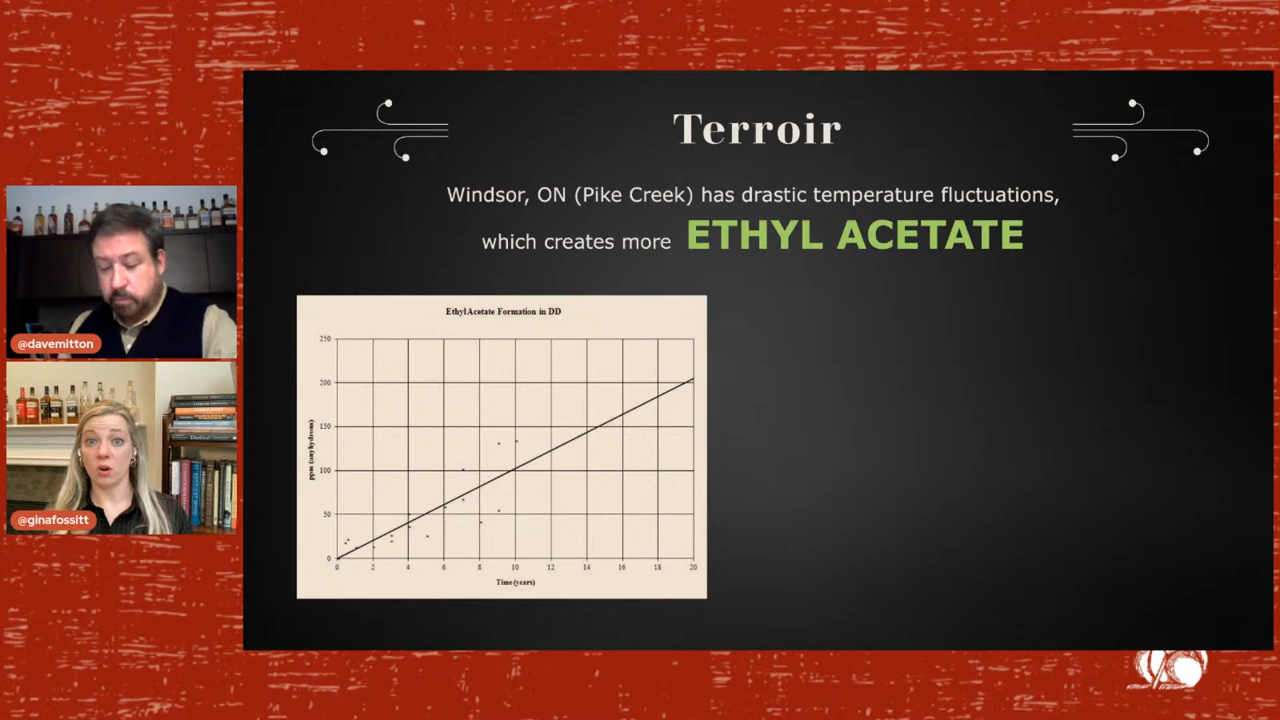 Terroir
Windsor, ON (Pike Creek) has drastic temperature fluctuations,
which creates more ETHYL ACETATE
@davemitton
@ginafossitt
Ethyl Acetate Formation in DD
250
200
150
100
50
0
ppm (anyhydrous)
0 2 4 6 8 10 12 14 16 18 20
Time (years)